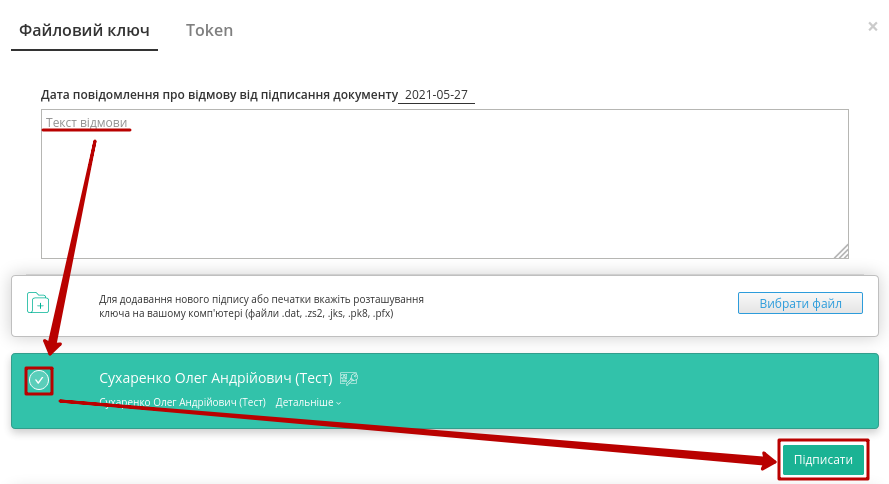 Файловий ключ Token ×
Дата повідомлення про відмову від підписання документу 2021-05-27
Текст відмови
Для додавання нового підпису або печатки вкажіть розташування
ключа на вашому комп'ютері (файли .dat, .zs2, .jks, .pk8, .pfx)
Вибрати файл
Сухаренко Олег Андрійович (Тест)
Сухаренко Олег Андрійович (Тест) Детальніше
Підписати